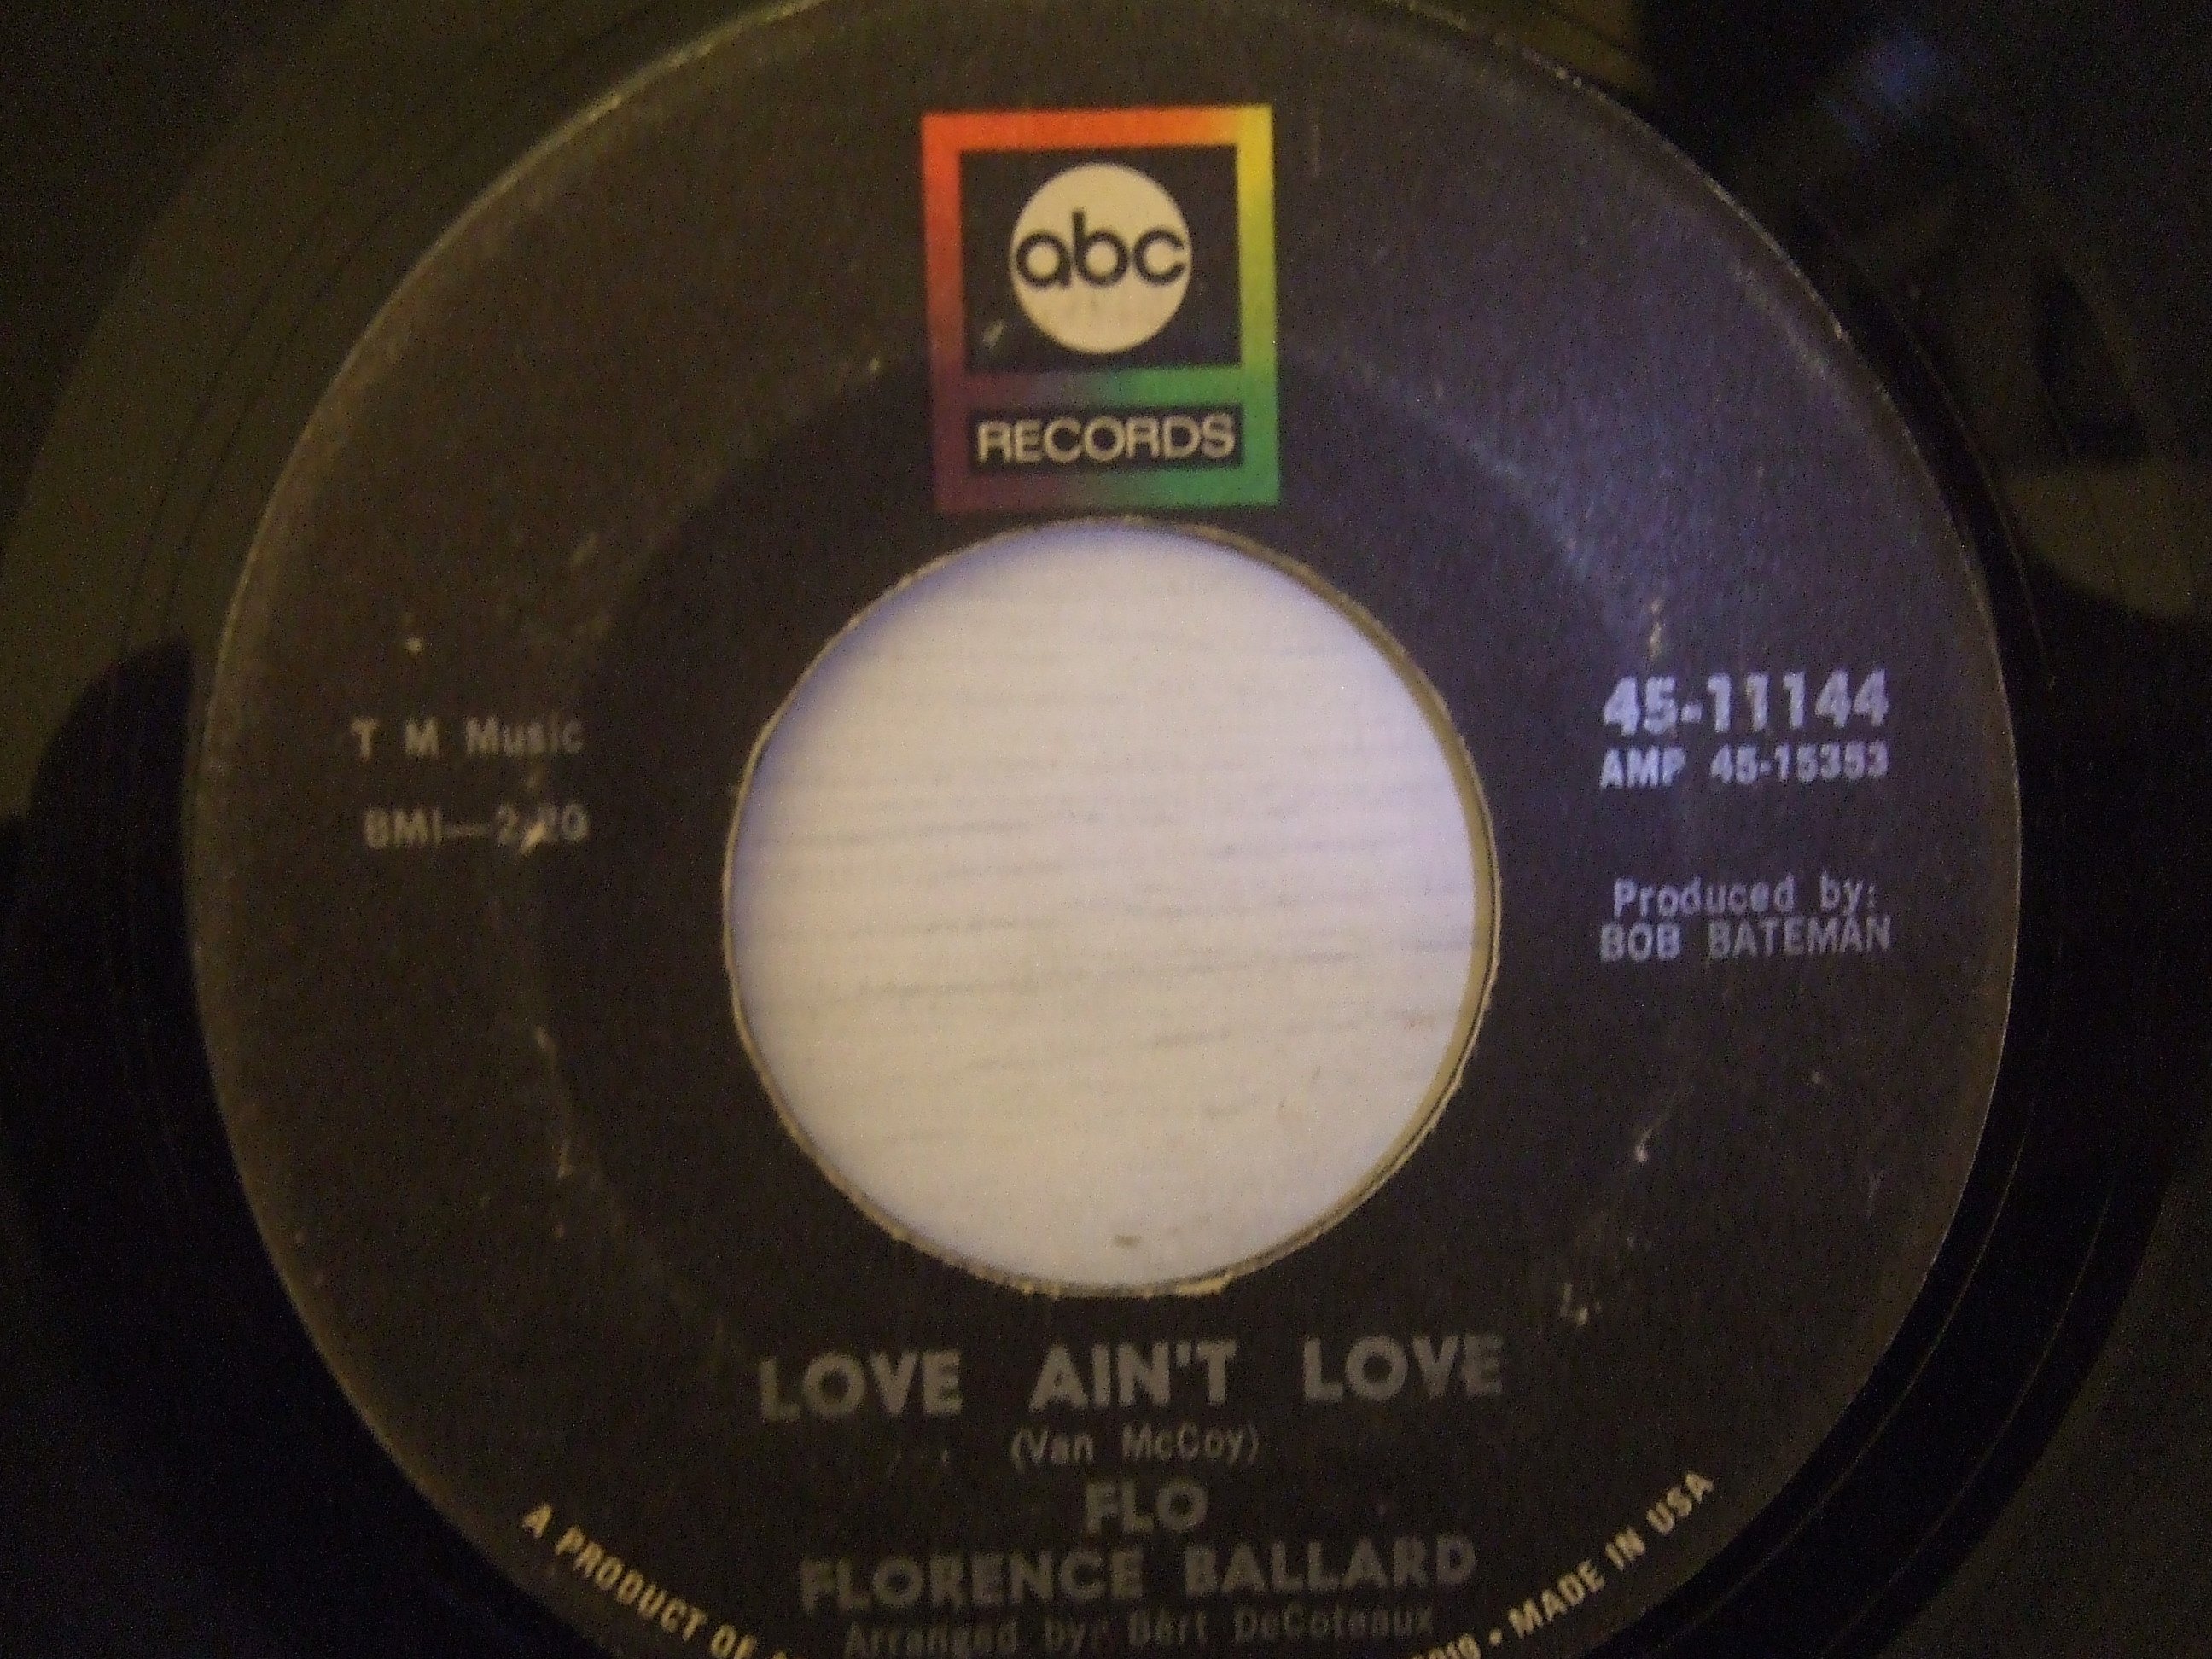 abc
RECORDS
T M Music
45-11144
AMP 45-15353
Produced by:
BOB BATEMAN
LOVE AIN'T LOVE
(Van McCoy)
FLO
FLORENCE BALLARD
Arranged by: Bert DeCoteaux
A PRODUCT OF
• MADE IN USA